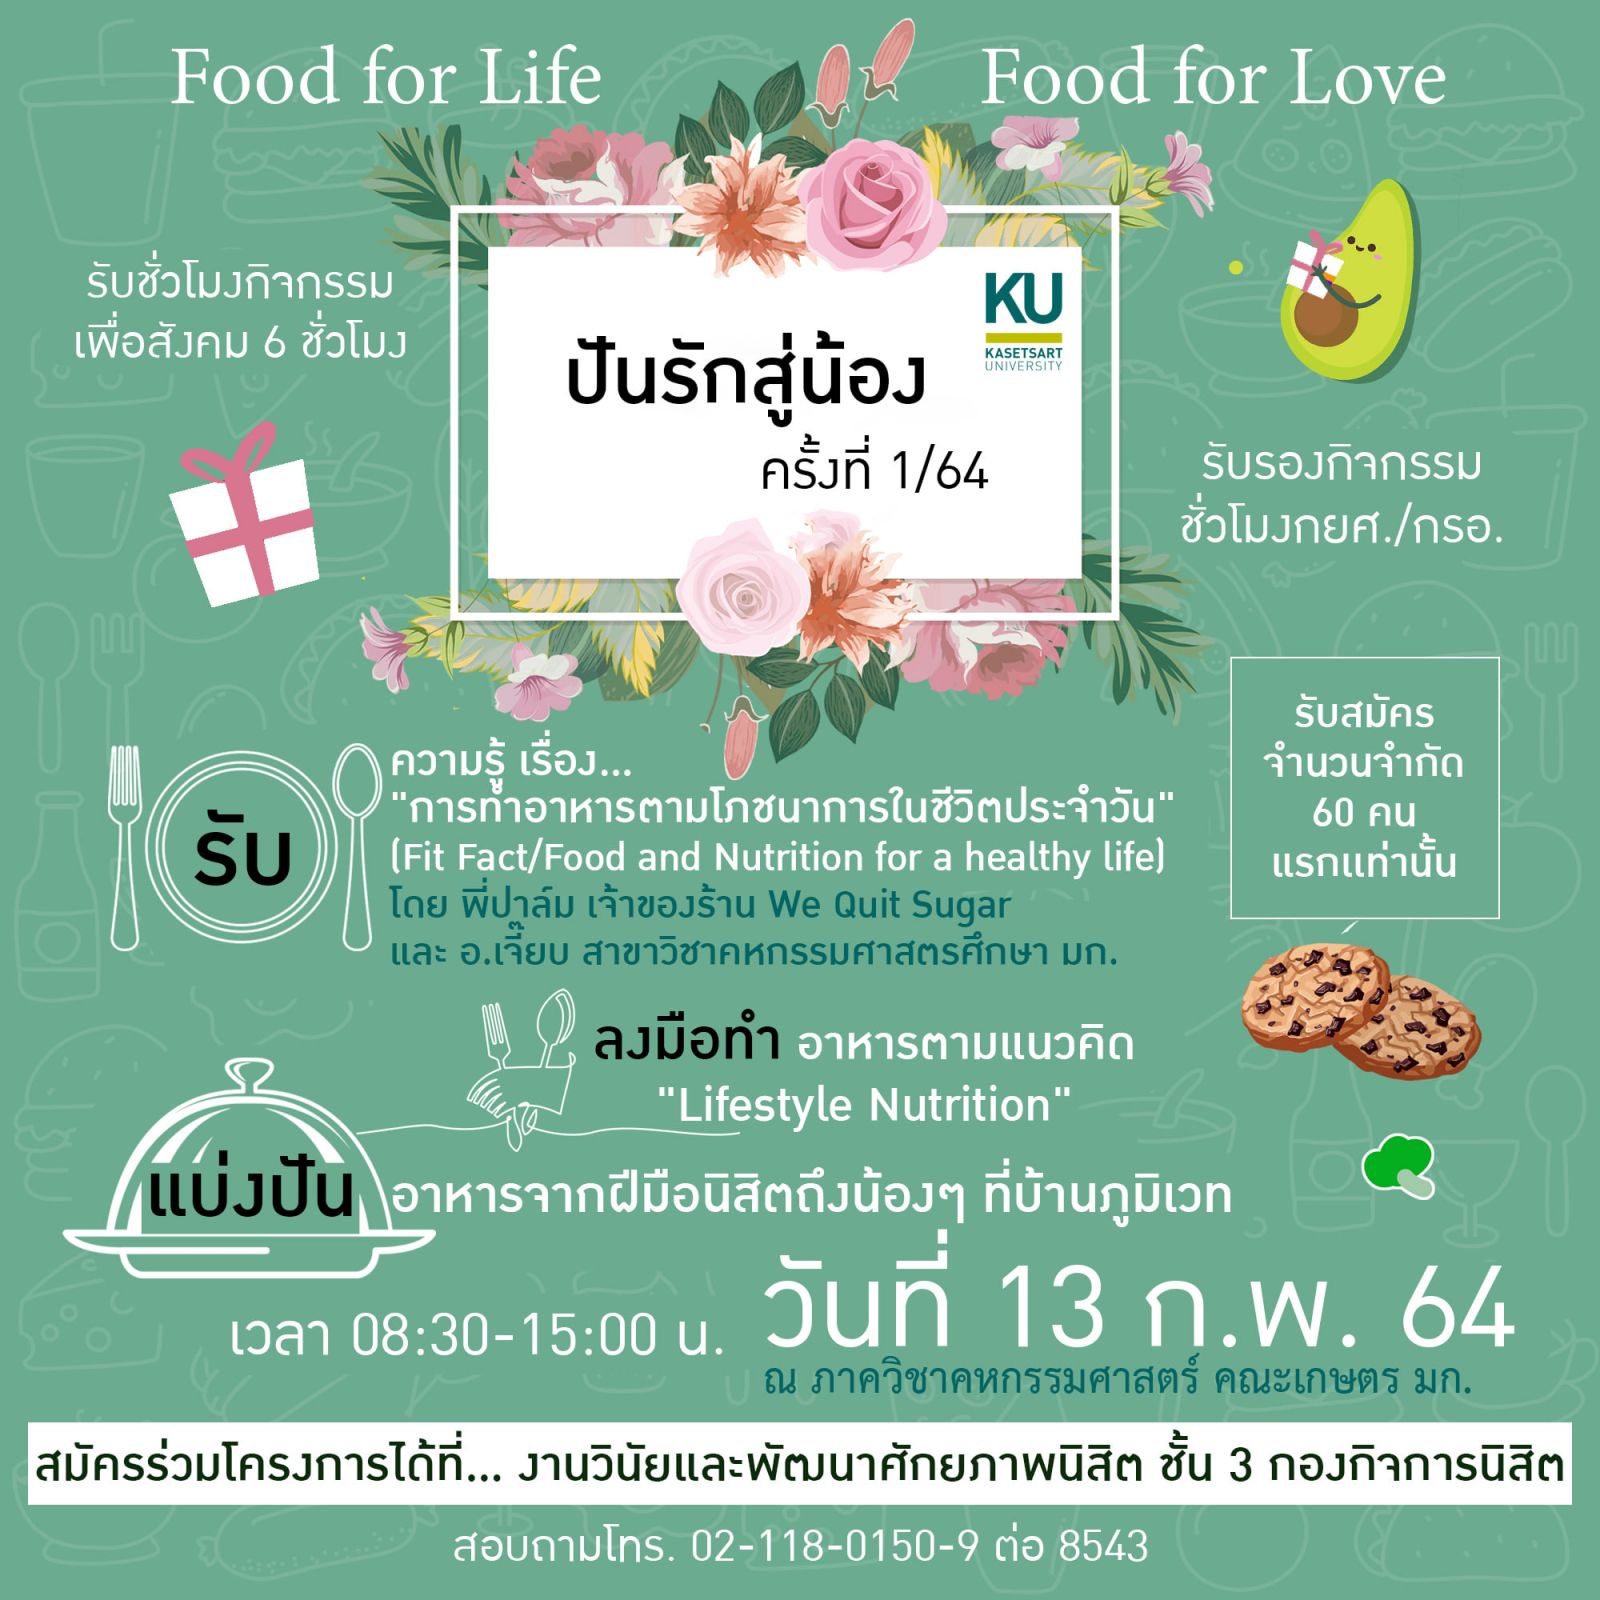 Food for Life
Food for Love
รับชั่วโมงกิจกรรม
เพื่อสังคม 6 ชั่วโมง
KU
KASETSART
UNIVERSITY
ปันรักสู่น้อง
ครั้งที่ 1/64
รับรองกิจกรรม
ชั่วโมงกยศ./กรอ.
รับสมัคร
จำนวนจำกัด
60 คน
แรกแท่านั้น
รับ
ความรู้ เรื่อง...
"การทำอาหารตามโภชนาการในชีวิตประจำวัน"
(Fit Fact/Food and Nutrition for a healthy life)
โดย พี่ปาล์ม เจ้าของร้าน We Quit Sugar
และ อ.เจี๊ยบ สาขาวิชาคหกรรมศาสตรศึกษา มก.
ลงมือทำ อาหารตามแนวคิด
"Lifestyle Nutrition"
แบ่งปัน อาหารจากฝีมือนิสิตถึงน้องๆ ที่บ้านภูมิเวท
เวลา 08:30-15:00 น. วันที่ 13 ก.พ. 64
ณ ภาควิชาคหกรรมศาสตร์ คณะเกษตร มก.
สมัครร่วมโครงการได้ที่... งานวินัยและพัฒนาศักยภาพนิสิต ชั้น 3 กองกิจการนิสิต
สอบถามโทร. 02-118-0150-9 ต่อ 8543